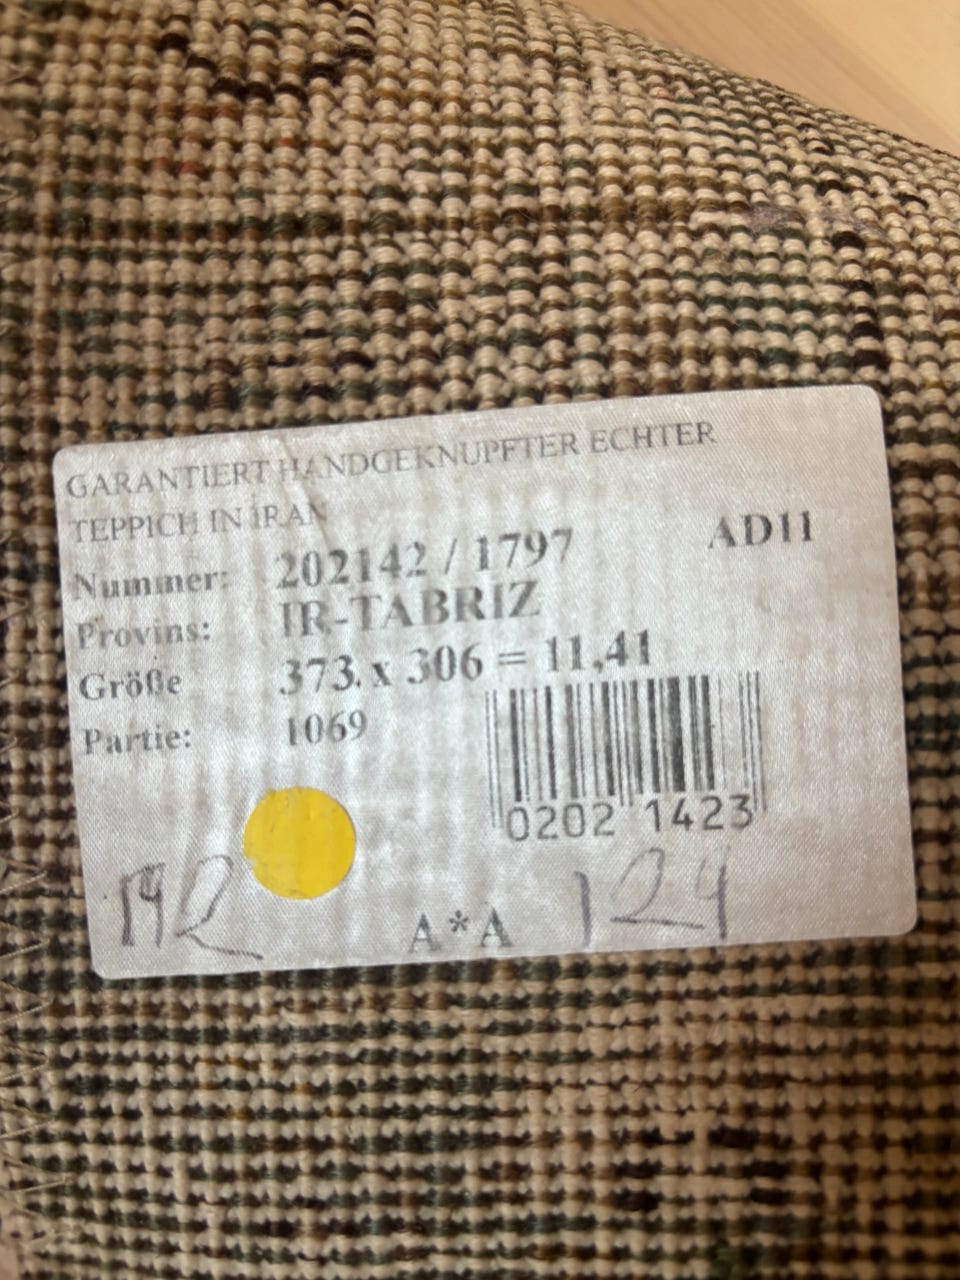 GARANTIERT HANDGEKNUPFTER ECHTER
TEPPICH IN IRAN
AD11
Nummer: 202142 / 1797
Provins: IR-TABRIZ
Größe 373. x 306 = 11,41
Partie: 1069
0202 1423
A*A 124